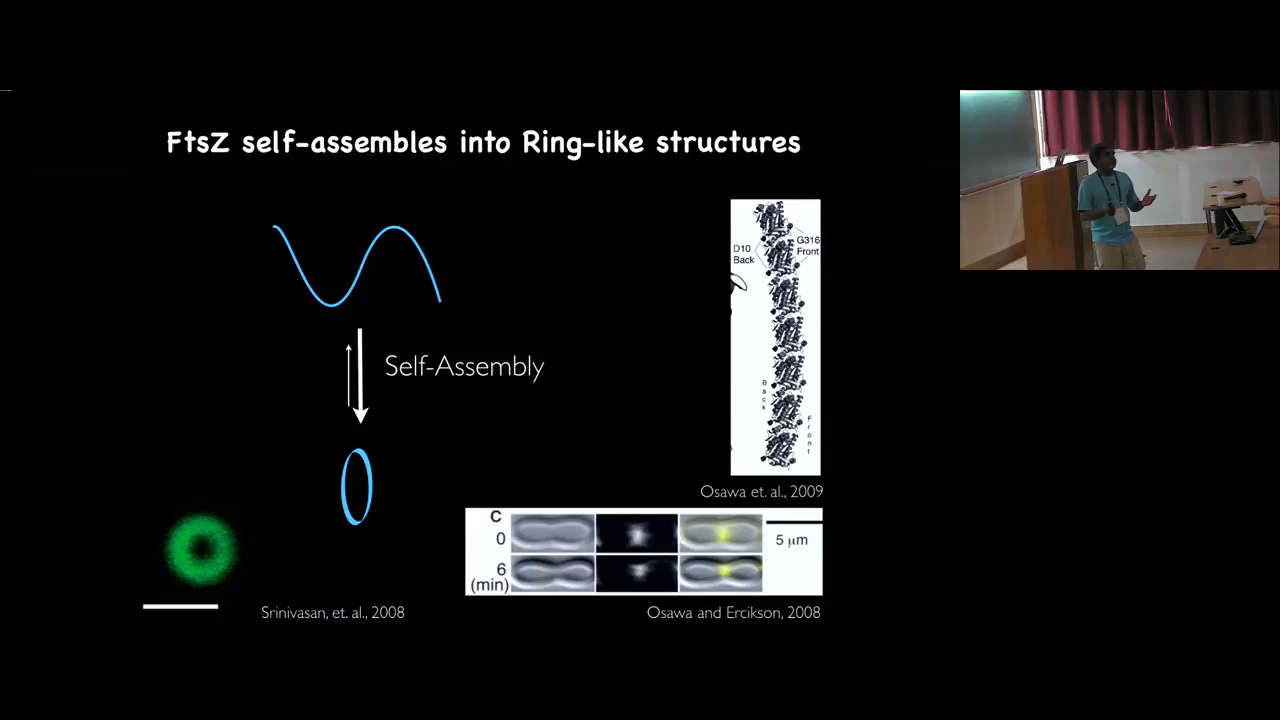 FtsZ self-assembles into Ring-like structures
D10
Back
G316
Front
Self-Assembly
Back
Front
Osawa et. al., 2009
C
0
6
(min)
5 μm
Srinivasan, et. al., 2008
Osawa and Ercikson, 2008